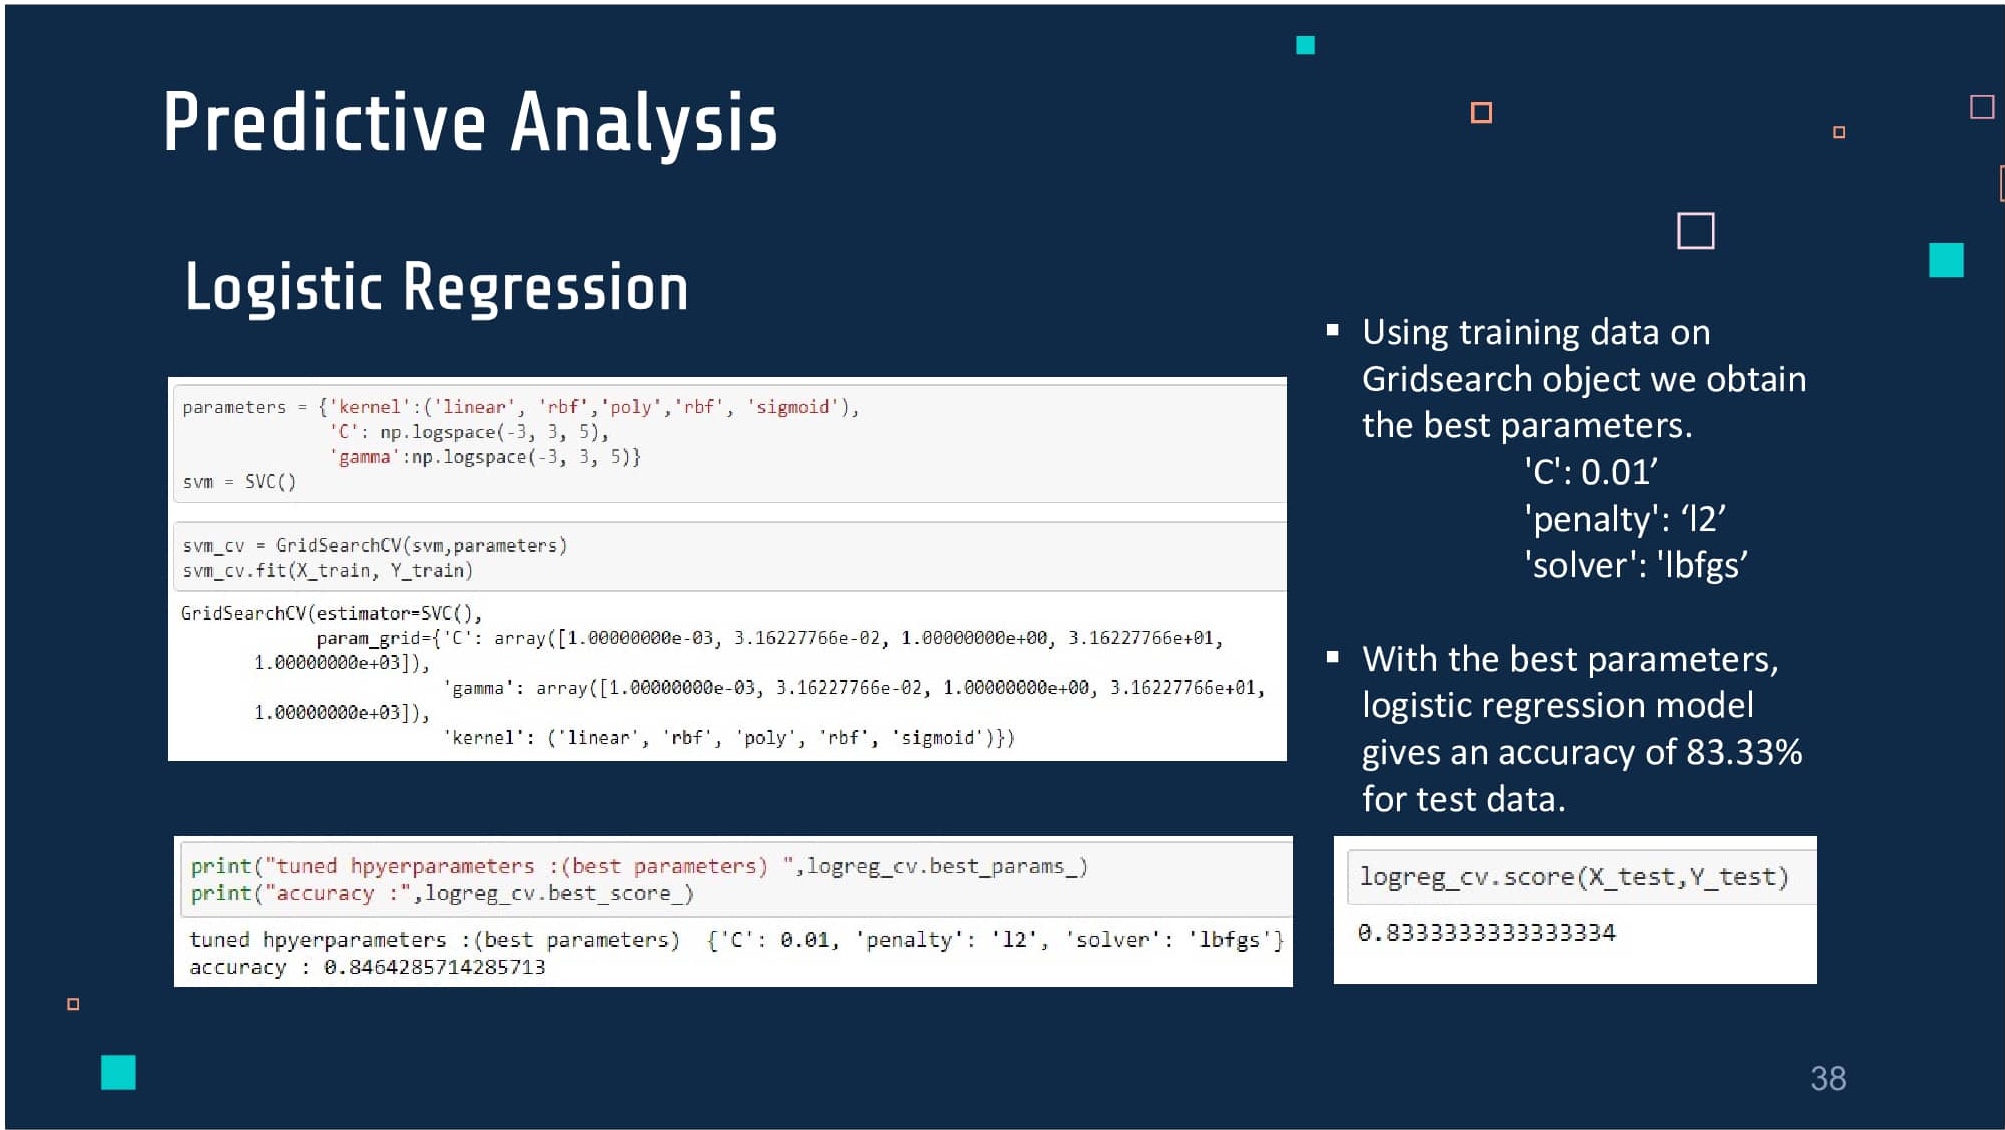 Predictive Analysis
Logistic Regression
parameters = {'kernel':('linear', 'rbf','poly','rbf', 'sigmoid'),
'C': np.logspace(-3, 3, 5),
'gamma':np.logspace(-3, 3, 5)}
svm = SVC()
svm_cv = GridSearchCV(svm,parameters)
svm_cv.fit(X_train, Y_train)
GridSearchCV(estimator=SVC(),
param_grid={'C': array([1.00000000e-03, 3.16227766e-02, 1.00000000e+00, 3.16227766e+01,
1.00000000e+03]),
'gamma': array([1.00000000e-03, 3.16227766e-02, 1.00000000e+00, 3.16227766e+01,
1.00000000e+03]),
'kernel': ('linear', 'rbf', 'poly', 'rbf', 'sigmoid')})
print("tuned hpyerparameters :(best parameters) ",logreg_cv.best_params_)
print("accuracy :",logreg_cv.best_score_)
tuned hpyerparameters :(best parameters)  {'C': 0.01, 'penalty': 'l2', 'solver': 'lbfgs'}
accuracy : 0.8464285714285713
▪ Using training data on
Gridsearch object we obtain
the best parameters.
'C': 0.01’
'penalty': ‘l2’
'solver': 'lbfgs’
▪ With the best parameters,
logistic regression model
gives an accuracy of 83.33%
for test data.
logreg_cv.score(X_test,Y_test)
0.8333333333333334
38